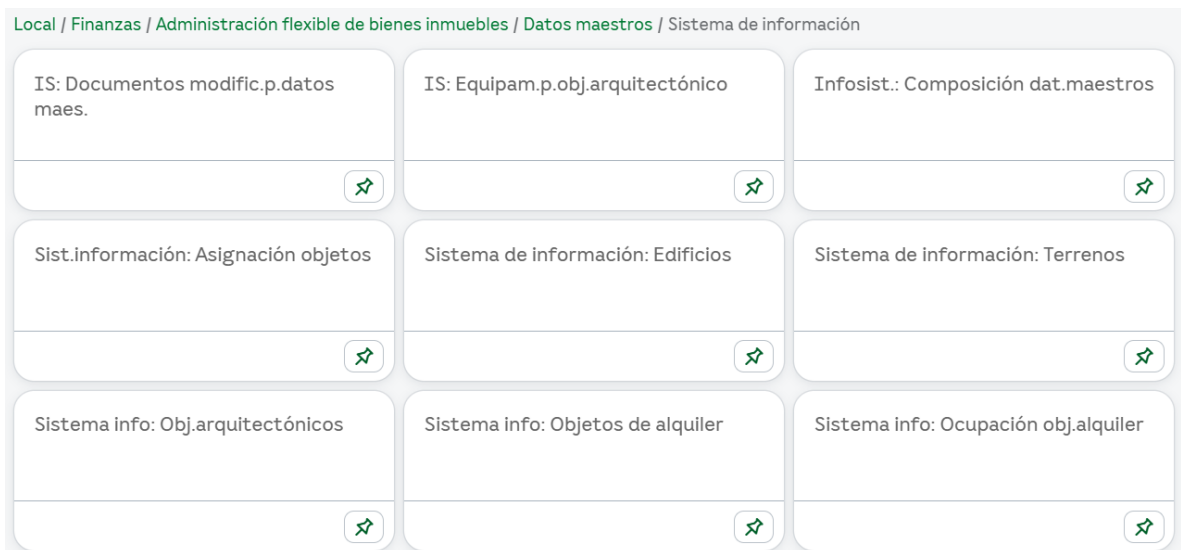 Local / Finanzas / Administración flexible de bienes inmuebles / Datos maestros / Sistema de información
IS: Documentos modific.p.datos
maes.
IS: Equipam.p.obj.arquitectónico
Infosist.: Composición dat.maestros
Sist.información: Asignación objetos
Sistema de información: Edificios
Sistema de información: Terrenos
Sistema info: Obj.arquitectónicos
Sistema info: Objetos de alquiler
Sistema info: Ocupación obj.alquiler